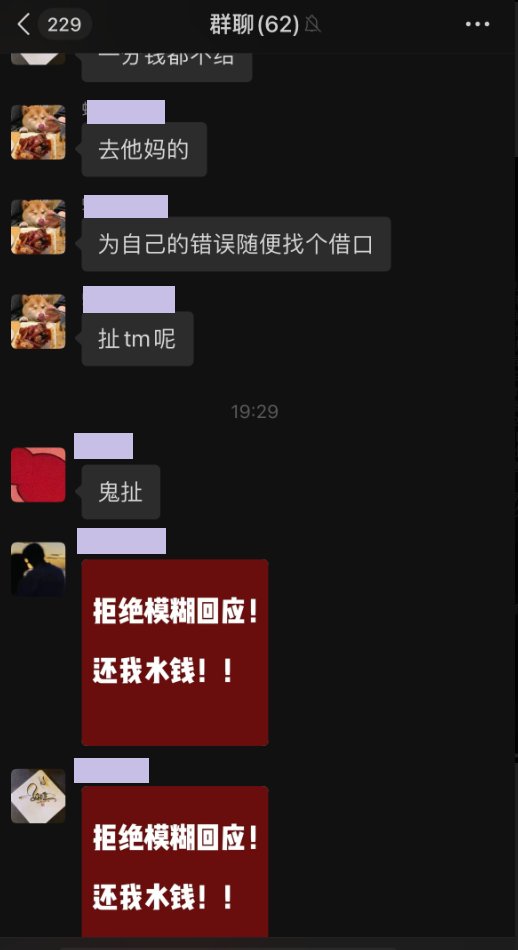 229
群聊(62)
一分钱都不给
去他妈的
为自己的错误随便找个借口
扯tm呢
19:29
鬼扯
拒绝模糊回应！
还我水钱！！
拒绝模糊回应！
还我水钱！！